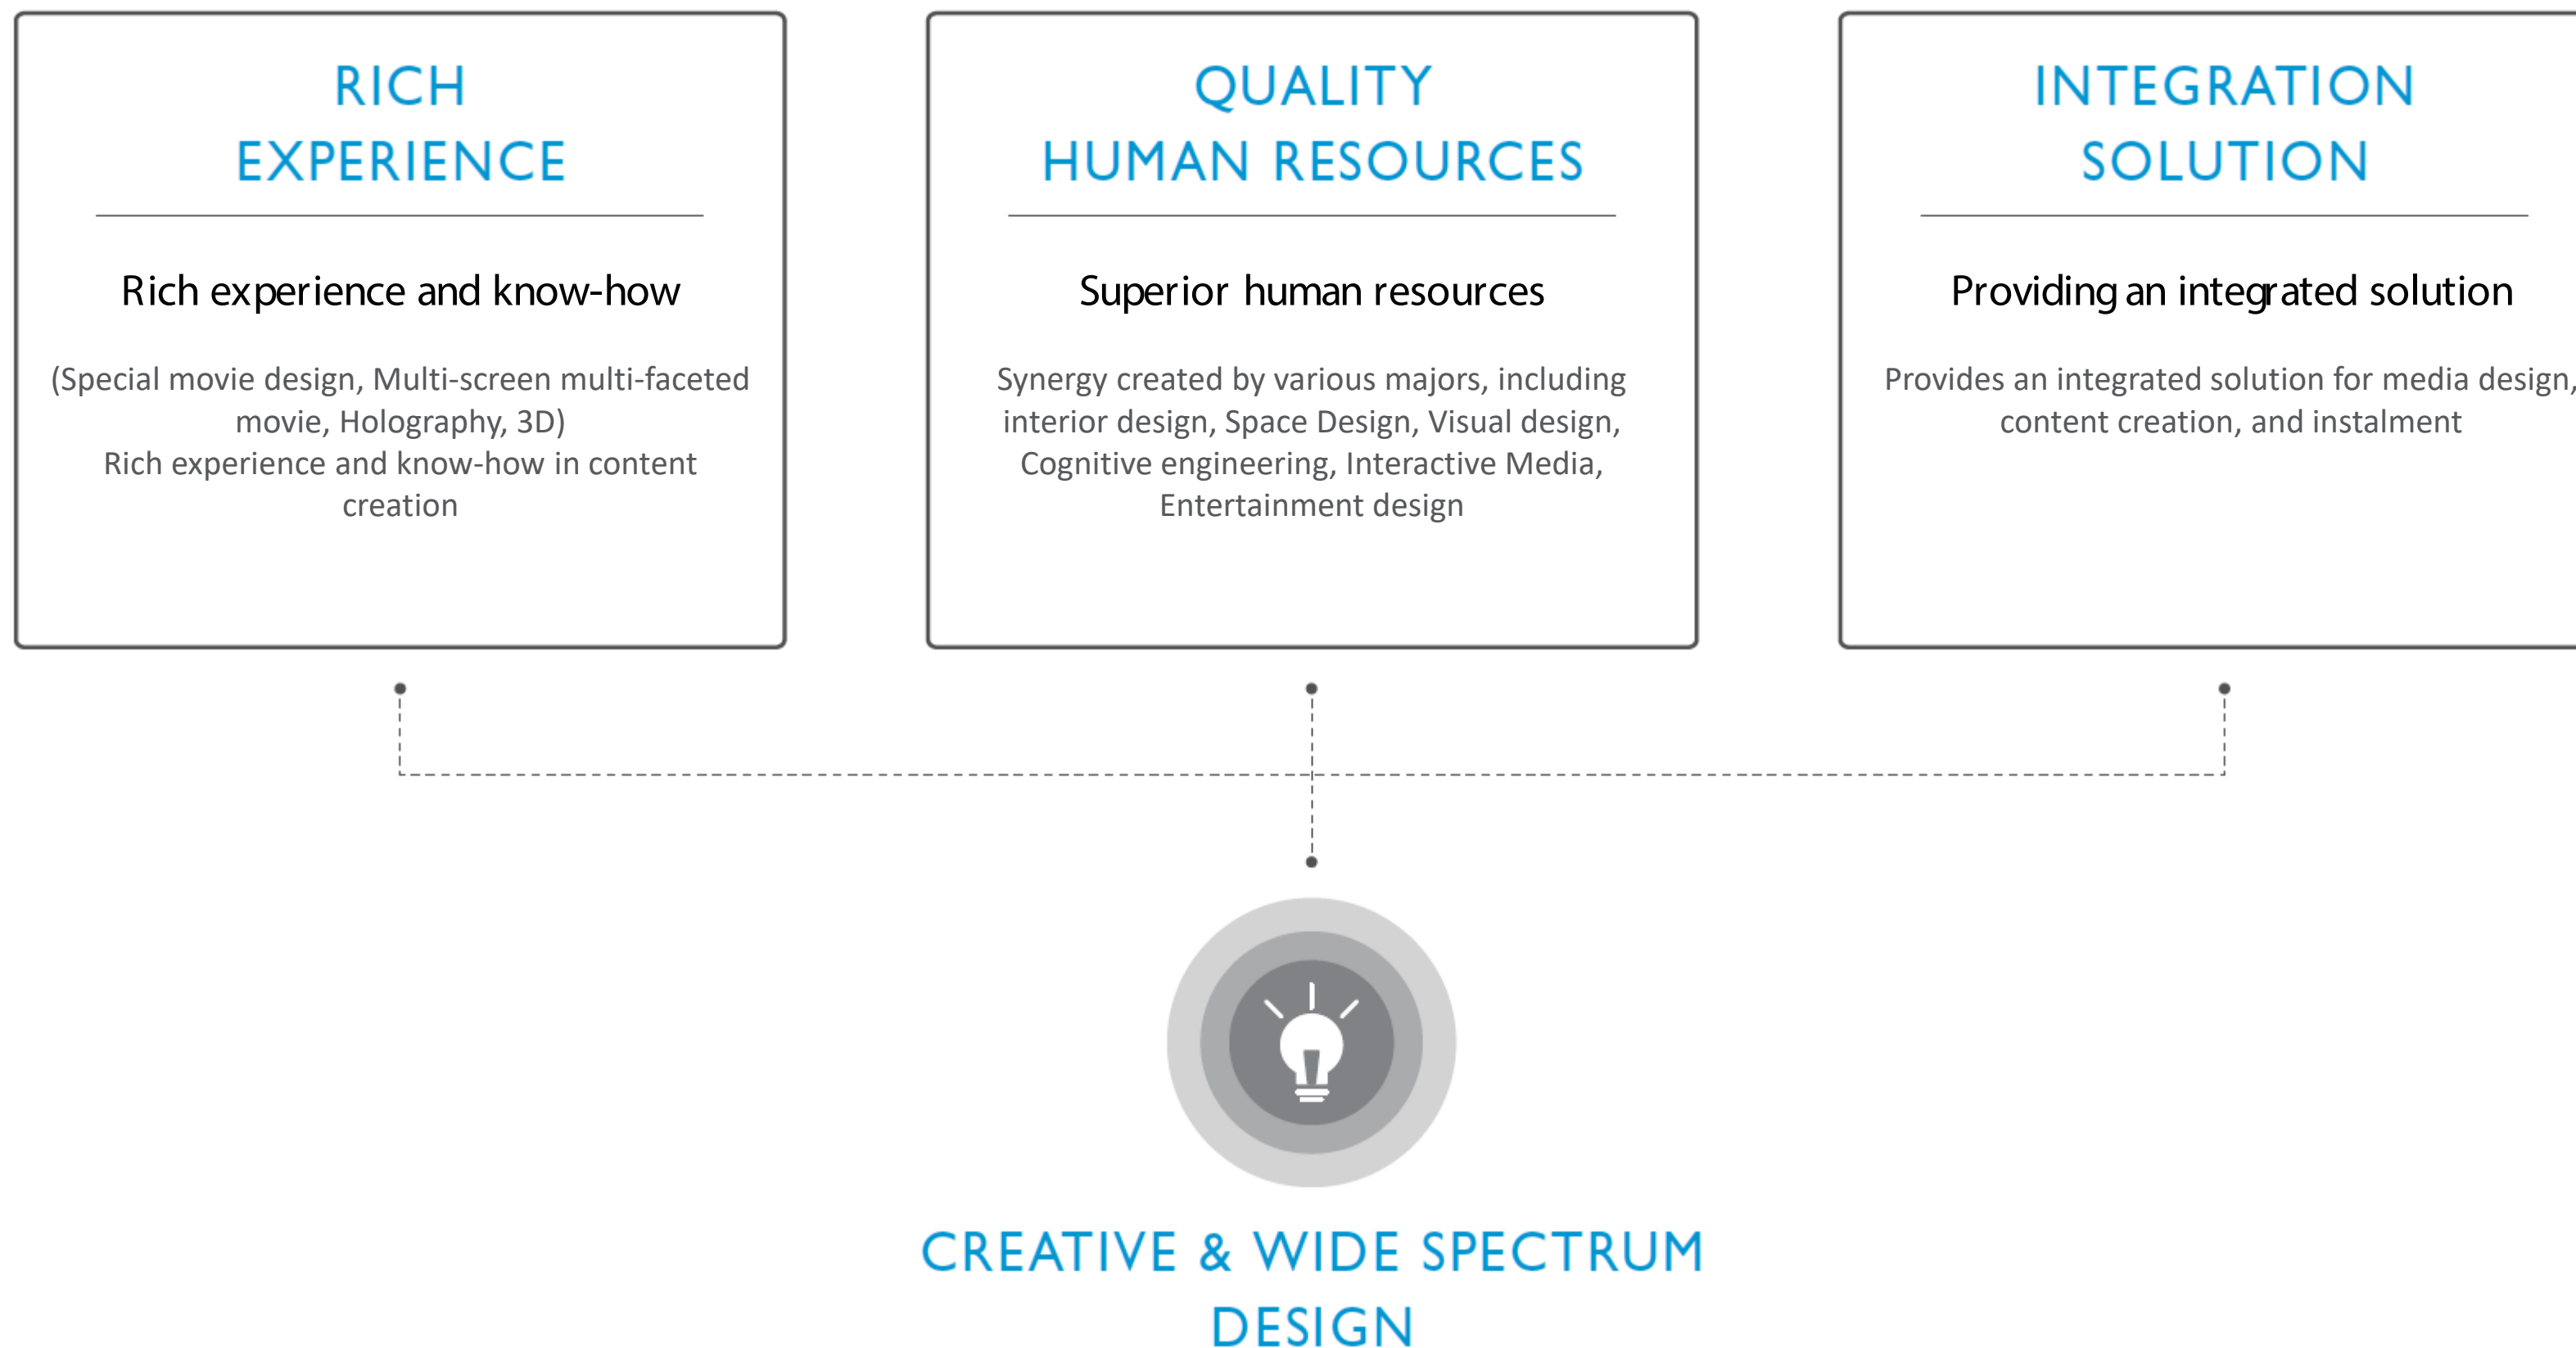 RICH
EXPERIENCE
Rich experience and know-how
(Special movie design, Multi-screen multi-faceted
movie, Holography, 3D)
Rich experience and know-how in content
creation
QUALITY
HUMAN RESOURCES
Superior human resources
Synergy created by various majors, including
interior design, Space Design, Visual design,
Cognitive engineering, Interactive Media,
Entertainment design
INTEGRATION
SOLUTION
Providing an integrated solution
Provides an integrated solution for media design,
content creation, and instalment
CREATIVE & WIDE SPECTRUM
DESIGN